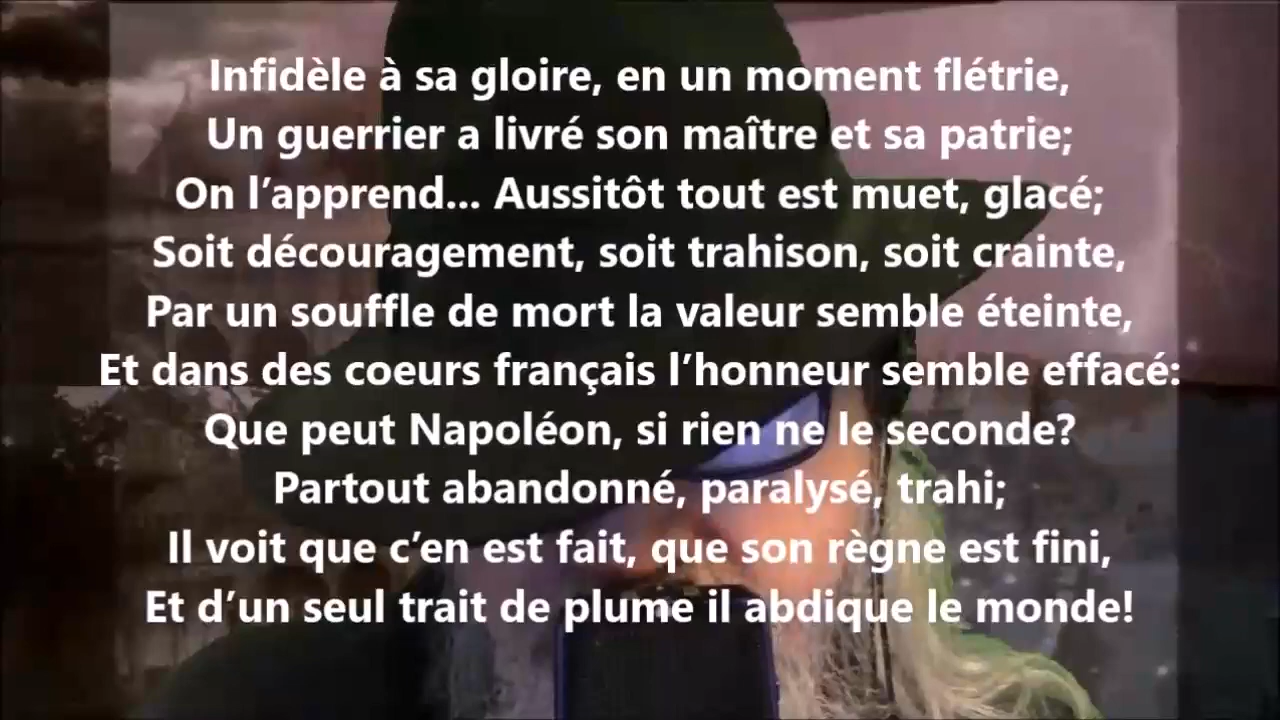 Infidèle à sa gloire, en un moment flétrie,
Un guerrier a livré son maître et sa patrie;
On l’apprend... Aussitôt tout est muet, glacé;
Soit découragement, soit trahison, soit crainte,
Par un souffle de mort la valeur semble éteinte,
Et dans des coeurs français l’honneur semble effacé:
Que peut Napoléon, si rien ne le seconde?
Partout abandonné, paralysé, trahi;
Il voit que c’en est fait, que son règne est fini,
Et d’un seul trait de plume il abdique le monde!